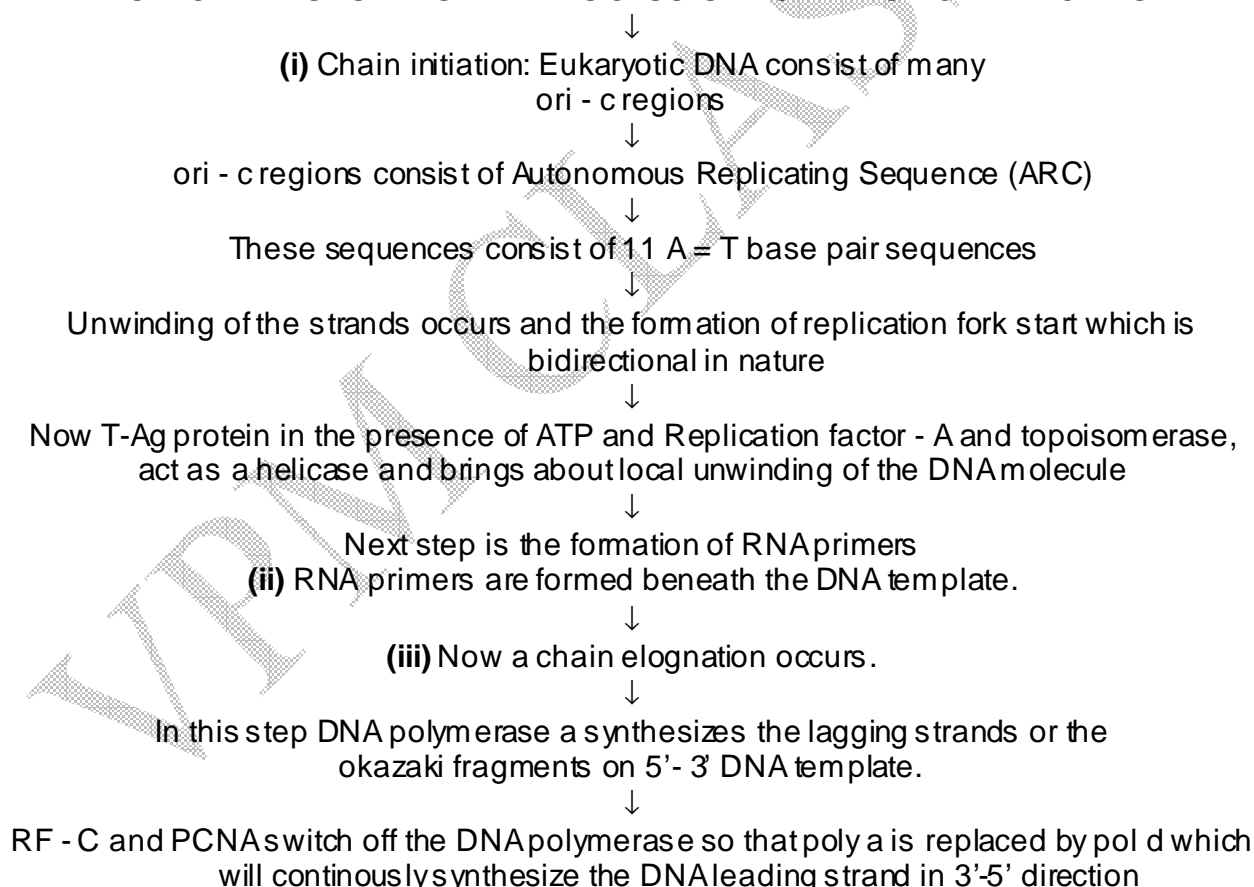 ↓
(i) Chain initiation: Eukaryotic DNA consist of many
ori - c regions
↓
ori - c regions consist of Autonomous Replicating Sequence (ARC)
↓
These sequences consist of 11 A = T base pair sequences
↓
Unwinding of the strands occurs and the formation of replication fork start which is
bidirectional in nature
↓
Now T-Ag protein in the presence of ATP and Replication factor - A and topoisomerase,
act as a helicase and brings about local unwinding of the DNA molecule
↓
Next step is the formation of RNA primers
(ii) RNA primers are formed beneath the DNA template.
↓
(iii) Now a chain elognation occurs.
↓
In this step DNA polymerase a synthesizes the lagging strands or the
okazaki fragments on 5'- 3' DNA template.
↓
RF - C and PCNA switch off the DNA polymerase so that poly a is replaced by pol d which
will continously synthesize the DNA leading strand in 3'-5' direction
VPM CLAS